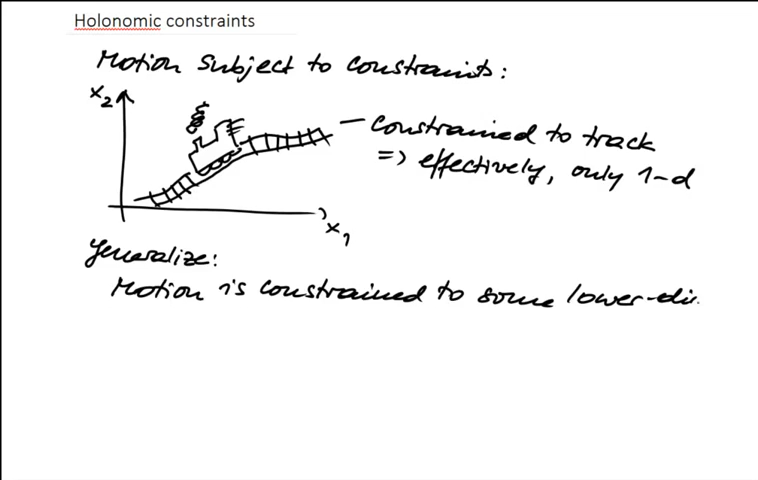 Holonomic constraints
Motion subject to constraints:
x2
– constrained to track
=> effectively, only 1-d
x1
Generalize:
Motion is constrained to some lower-di